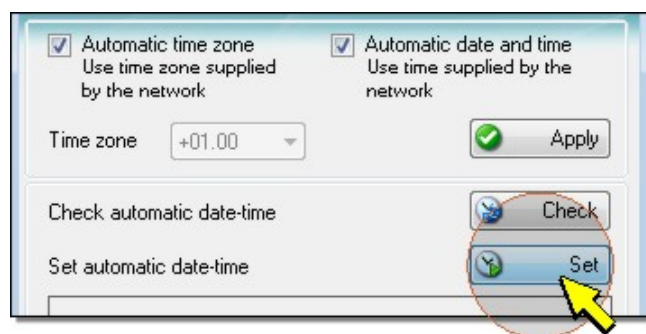 Automatic time zone
Use time zone supplied
by the network
Automatic date and time
Use time supplied by the
network
Time zone
+01.00
Apply
Check automatic date-time
Check
Set automatic date-time
Set